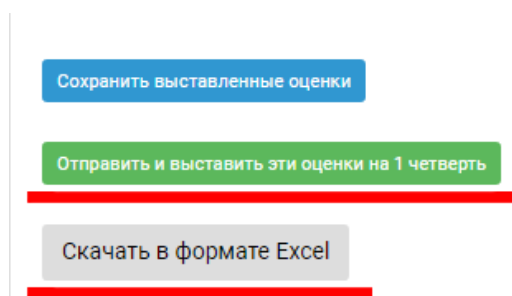 Сохранить выставленные оценки
Отправить и выставить эти оценки на 1 четверть
Скачать в формате Excel